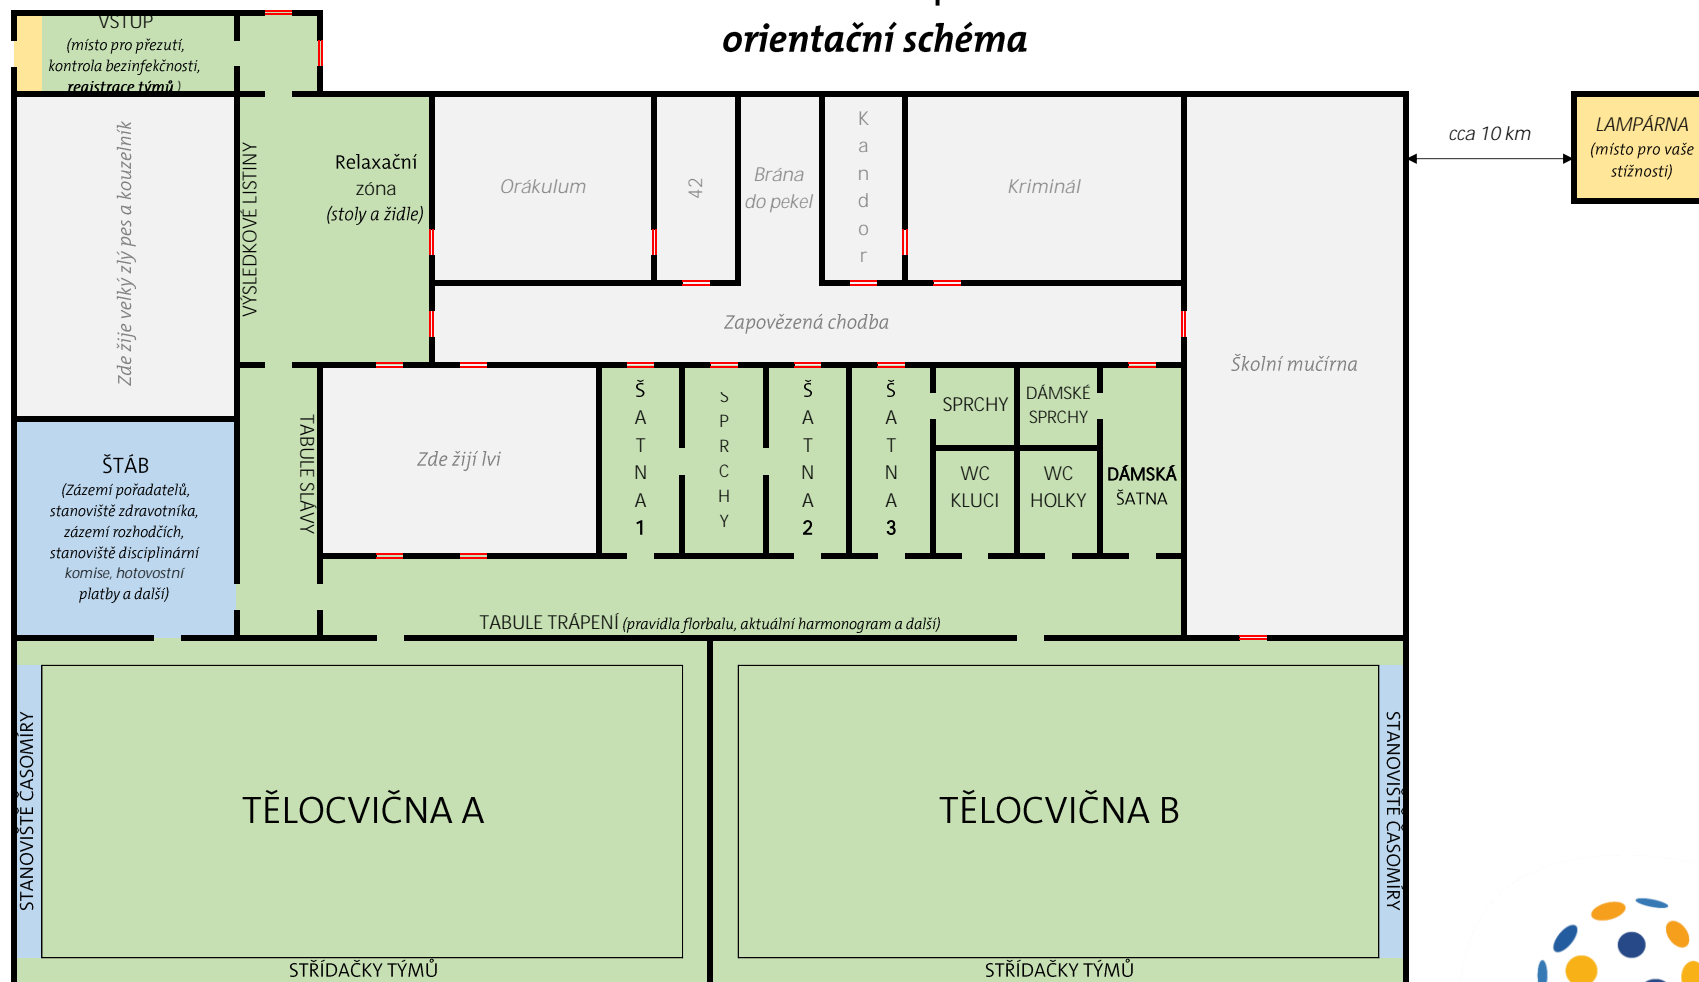 orientační schéma
VSTUP
(místo pro přezutí,
kontrola bezinfekčnosti,
registrace týmů )
Zde žije velký zlý pes a kouzelník
VÝSLEDKOVÉ LISTINY
Relaxační
zóna
(stoly a židle)
Orákulum
42
Brána
do pekel
Kandor
Kriminál
cca 10 km
LAMPÁRNA
(místo pro vaše
stížnosti)
Zapovězená chodba
Školní mučírna
ŠTÁB
(Zázemí pořadatelů,
stanoviště zdravotníka,
zázemí rozhodčích,
stanoviště disciplinární
komise, hotovostní
platby a další)
TABULE SLÁVY
Zde žijí lvi
ŠATNA 1
SPRCHY
ŠATNA 2
ŠATNA 3
SPRCHY
DÁMSKÉ
SPRCHY
WC
KLUCI
WC
HOLKY
DÁMSKÁ
ŠATNA
TABULE TRÁPENÍ (pravidla florbalu, aktuální harmonogram a další)
STANOVIŠTĚ ČASOMÍRY
TĚLOCVIČNA A
TĚLOCVIČNA B
STANOVIŠTĚ ČASOMÍRY
STŘÍDAČKY TÝMŮ
STŘÍDAČKY TÝMŮ